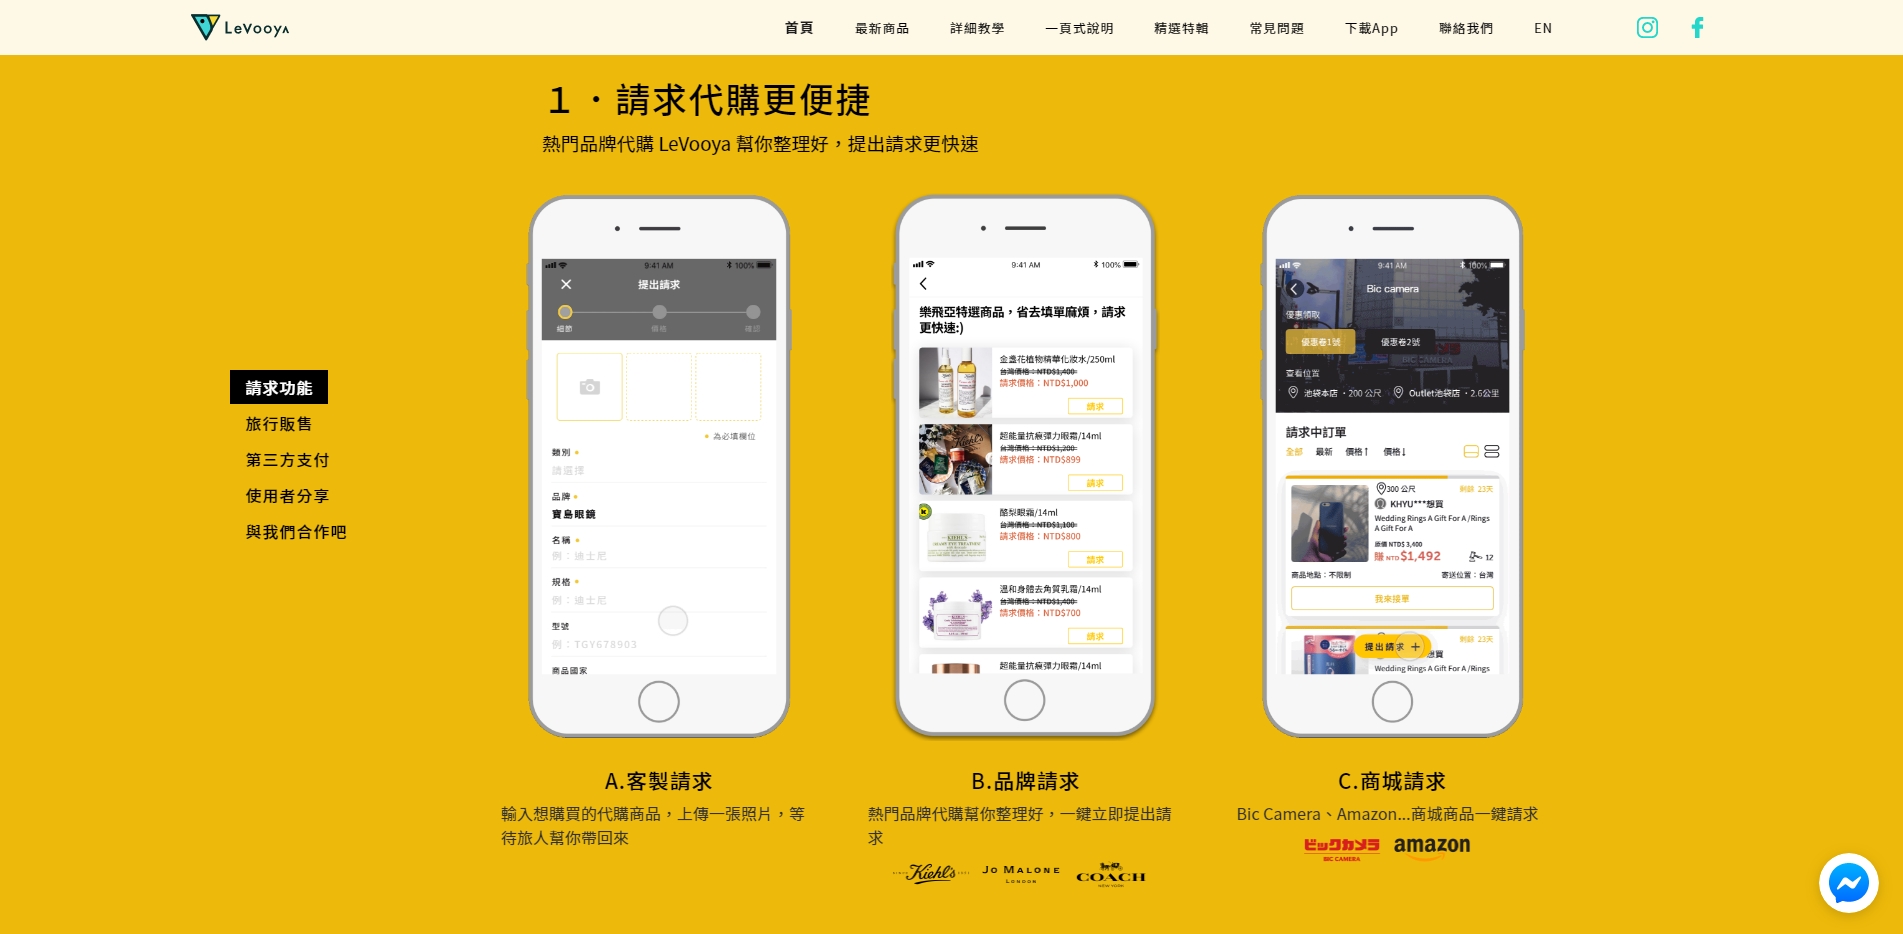 LeVooya
首頁
最新商品
詳細教學
一頁式說明
精選特輯
常見問題
下載App
聯絡我們
EN
1．請求代購更便捷
熱門品牌代購 LeVooya 幫你整理好，提出請求更快速
請求功能
旅行販售
第三方支付
使用者分享
與我們合作吧
9:41 AM
100%
提出請求
細節
價格
確認
為必填欄位
類別
請選擇
品牌
寶島眼鏡
名稱
例：迪士尼
規格
例：迪士尼
型號
例：TGY678903
商品國家
9:41 AM
100%
樂飛亞特選商品，省去填單麻煩，請求
更快速:)
金盞花植物精華化妝水/250ml
台灣價格：NTD$1,400
請求價格：NTD$1,000
請求
超能量抗痕彈力眼霜/14ml
台灣價格：NTD$1,200
請求價格：NTD$899
請求
酪梨眼霜/14ml
台灣價格：NTD$1,100
請求價格：NTD$800
請求
溫和身體去角質乳霜/14ml
台灣價格：NTD$1,400
請求價格：NTD$700
請求
超能量抗痕彈力眼霜/14ml
9:41 AM
100%
Bic camera
優惠領取
優惠卷1號
優惠卷2號
查看位置
池袋本店・200 公尺
Outlet池袋店・2.6公里
請求中訂單
全部
最新
價格↑
價格↓
300 公尺
剩餘 23天
KHYU***想買
Wedding Rings A Gift For A /Rings
A Gift For A
原價 NTD$ 3,400
賺 NTD$1,492
12
商品地點：不限制
寄送位置：台灣
我來接單
剩餘 23天
提出請求 +
想買
Wedding Rings A Gift For A /Rings
A.客製請求
輸入想購買的代購商品，上傳一張照片，等
待旅人幫你帶回來
B.品牌請求
熱門品牌代購幫你整理好，一鍵立即提出請
求
Kiehl's
JO MALONE
LONDON
COACH
NEW YORK
C.商城請求
Bic Camera、Amazon...商城商品一鍵請求
ビックカメラ
BIC CAMERA
amazon